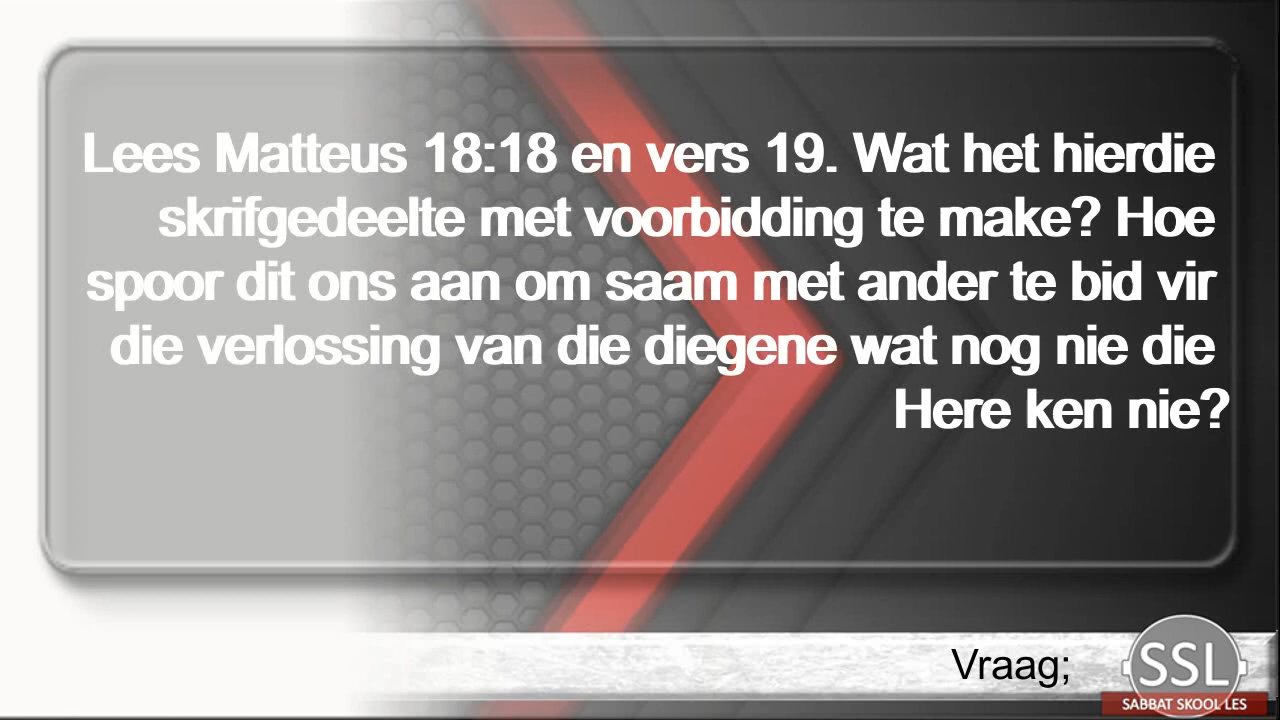 Lees Matteus 18:18 en vers 19. Wat het hierdie
skrifgedeelte met voorbidding te make? Hoe
spoor dit ons aan om saam met ander te bid vir
die verlossing van die diegene wat nog nie die
Here ken nie?
Vraag;
SSL
SABBAT SKOOL LES